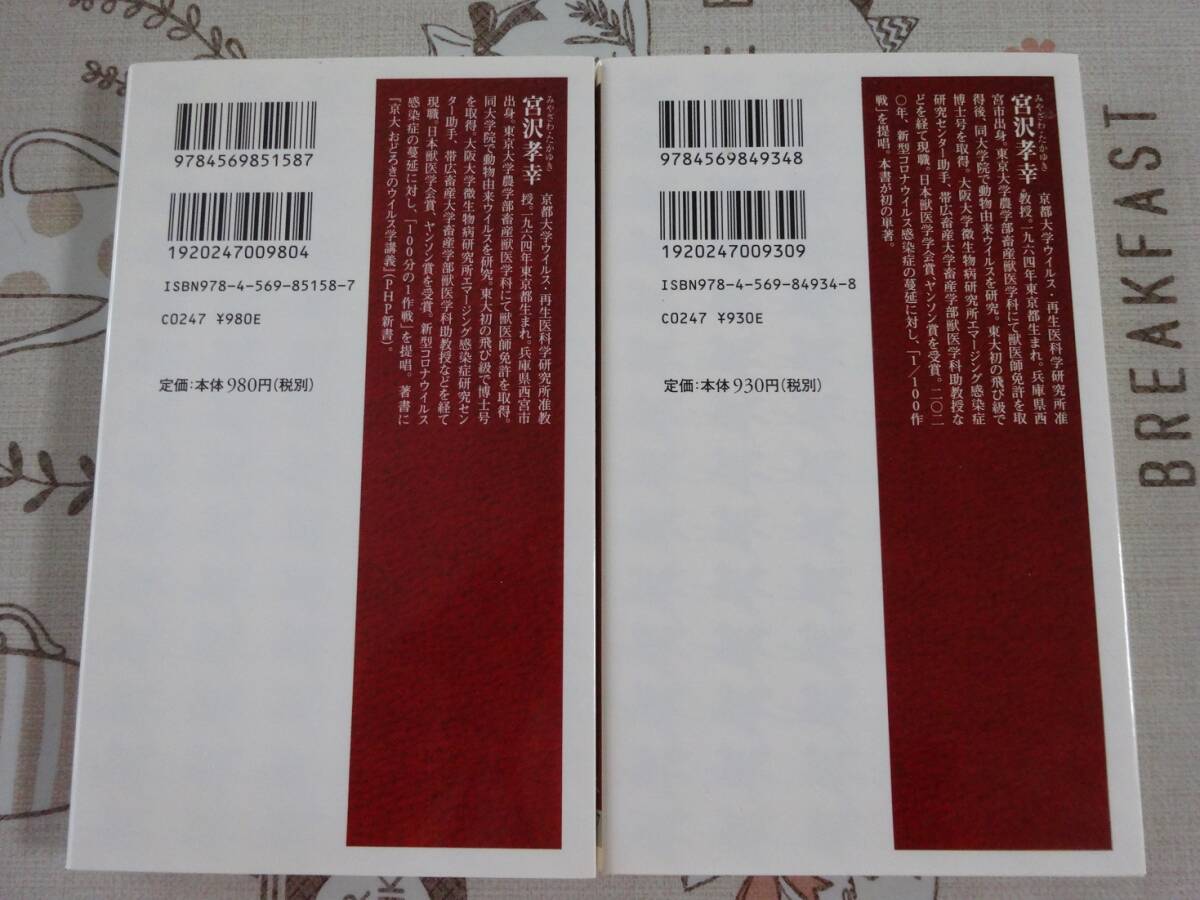 9784569851587
1920247009804
ISBN978-4-569-85158-7
C0247 ¥980E
定価:本体980円(税別)
みやざわたかゆき
宮沢孝幸
京都大学ウイルス・再生医科学研究所准教
授。一九六四年東京都生まれ。兵庫県西宮市
出身。東京大学農学部畜産獣医学科にて獣医師免許を取得。
同大学院で動物由来ウイルスを研究。東大初の飛び級で博士号
を取得。大阪大学微生物病研究所エマージング感染症研究セン
ター助手、帯広畜産大学畜産学部獣医学科助教授などを経て
現職。日本獣医学会賞、ヤンソン賞を受賞。新型コロナウイルス
感染症の蔓延に対し、「100分の1作戦」を提唱。著書に
『京大 おどろきのウイルス学講義』(PHP新書)。
9784569849348
1920247009309
ISBN978-4-569-84934-8
C0247 ¥930E
定価:本体930円(税別)
みやざわたかゆき
宮沢孝幸
京都大学ウイルス・再生医科学研究所准
教授。一九六四年東京都生まれ。兵庫県西
宮市出身。東京大学農学部畜産獣医学科にて獣医師免許を取
得後、同大学院で動物由来ウイルスを研究。東大初の飛び級で
博士号を取得。大阪大学微生物病研究所エマージング感染症
研究センター助手、帯広畜産大学畜産学部獣医学科助教授な
どを経て現職。日本獣医学学会賞、ヤンソン賞を受賞。二〇二
〇年、新型コロナウイルス感染症の蔓延に対し、「1/100作
戦」を提唱。本書が初の単著。
BREAKFAST